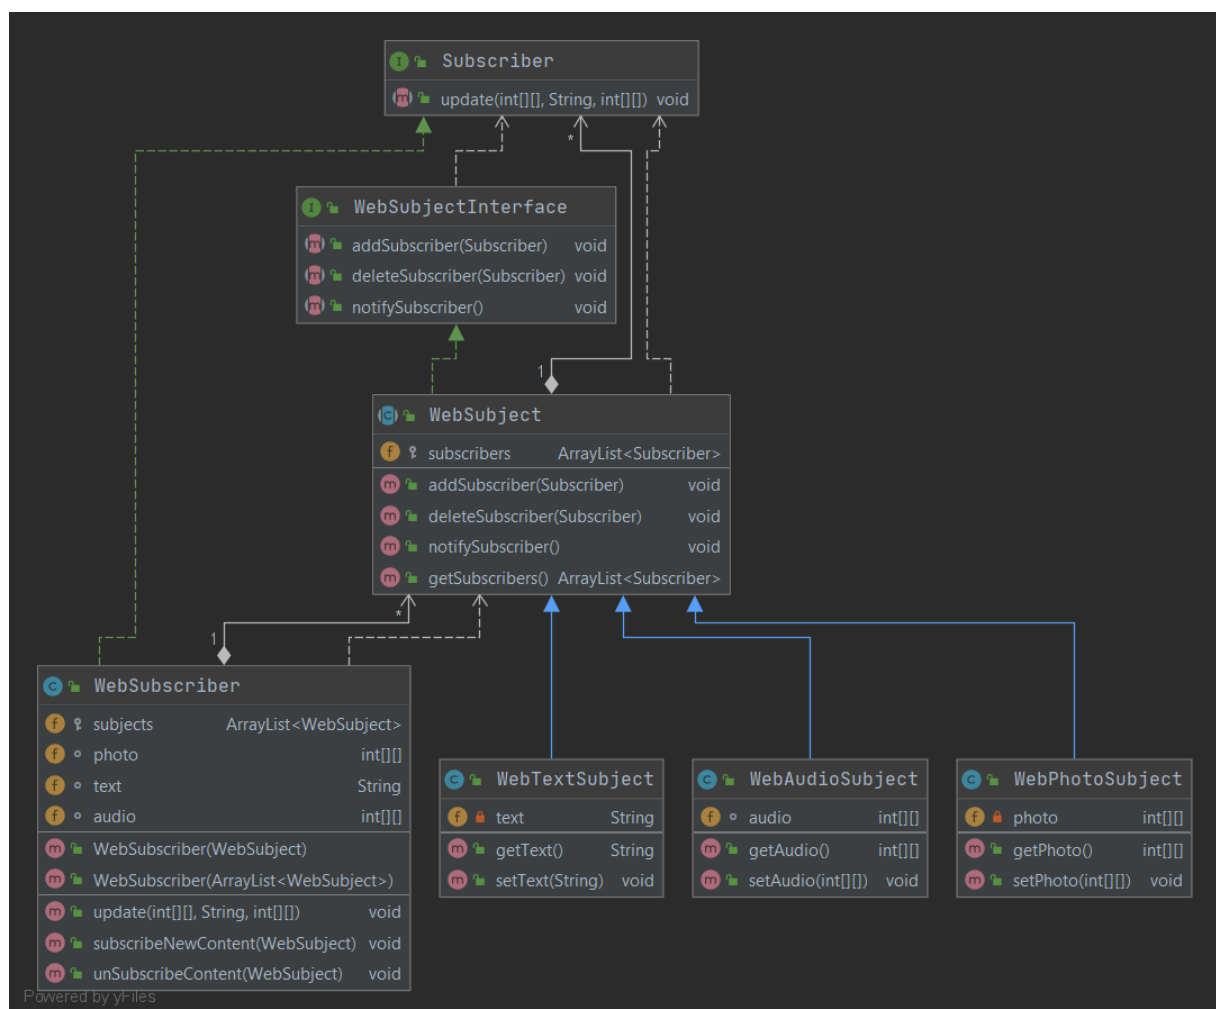 Subscriber
update(int[][], String, int[][]) void
*
WebSubjectInterface
addSubscriber(Subscriber) void
deleteSubscriber(Subscriber) void
notifySubscriber() void
1
WebSubject
subscribers ArrayList<Subscriber>
addSubscriber(Subscriber) void
deleteSubscriber(Subscriber) void
notifySubscriber() void
getSubscribers() ArrayList<Subscriber>
*
1
WebSubscriber
subjects ArrayList<WebSubject>
photo int[][]
text String
audio int[][]
WebSubscriber(WebSubject)
WebSubscriber(ArrayList<WebSubject>)
update(int[][], String, int[][]) void
subscribeNewContent(WebSubject) void
unSubscribeContent(WebSubject) void
WebTextSubject
text String
getText() String
setText(String) void
WebAudioSubject
audio int[][]
getAudio() int[][]
setAudio(int[][]) void
WebPhotoSubject
photo int[][]
getPhoto() int[][]
setPhoto(int[][]) void
Powered by yFiles